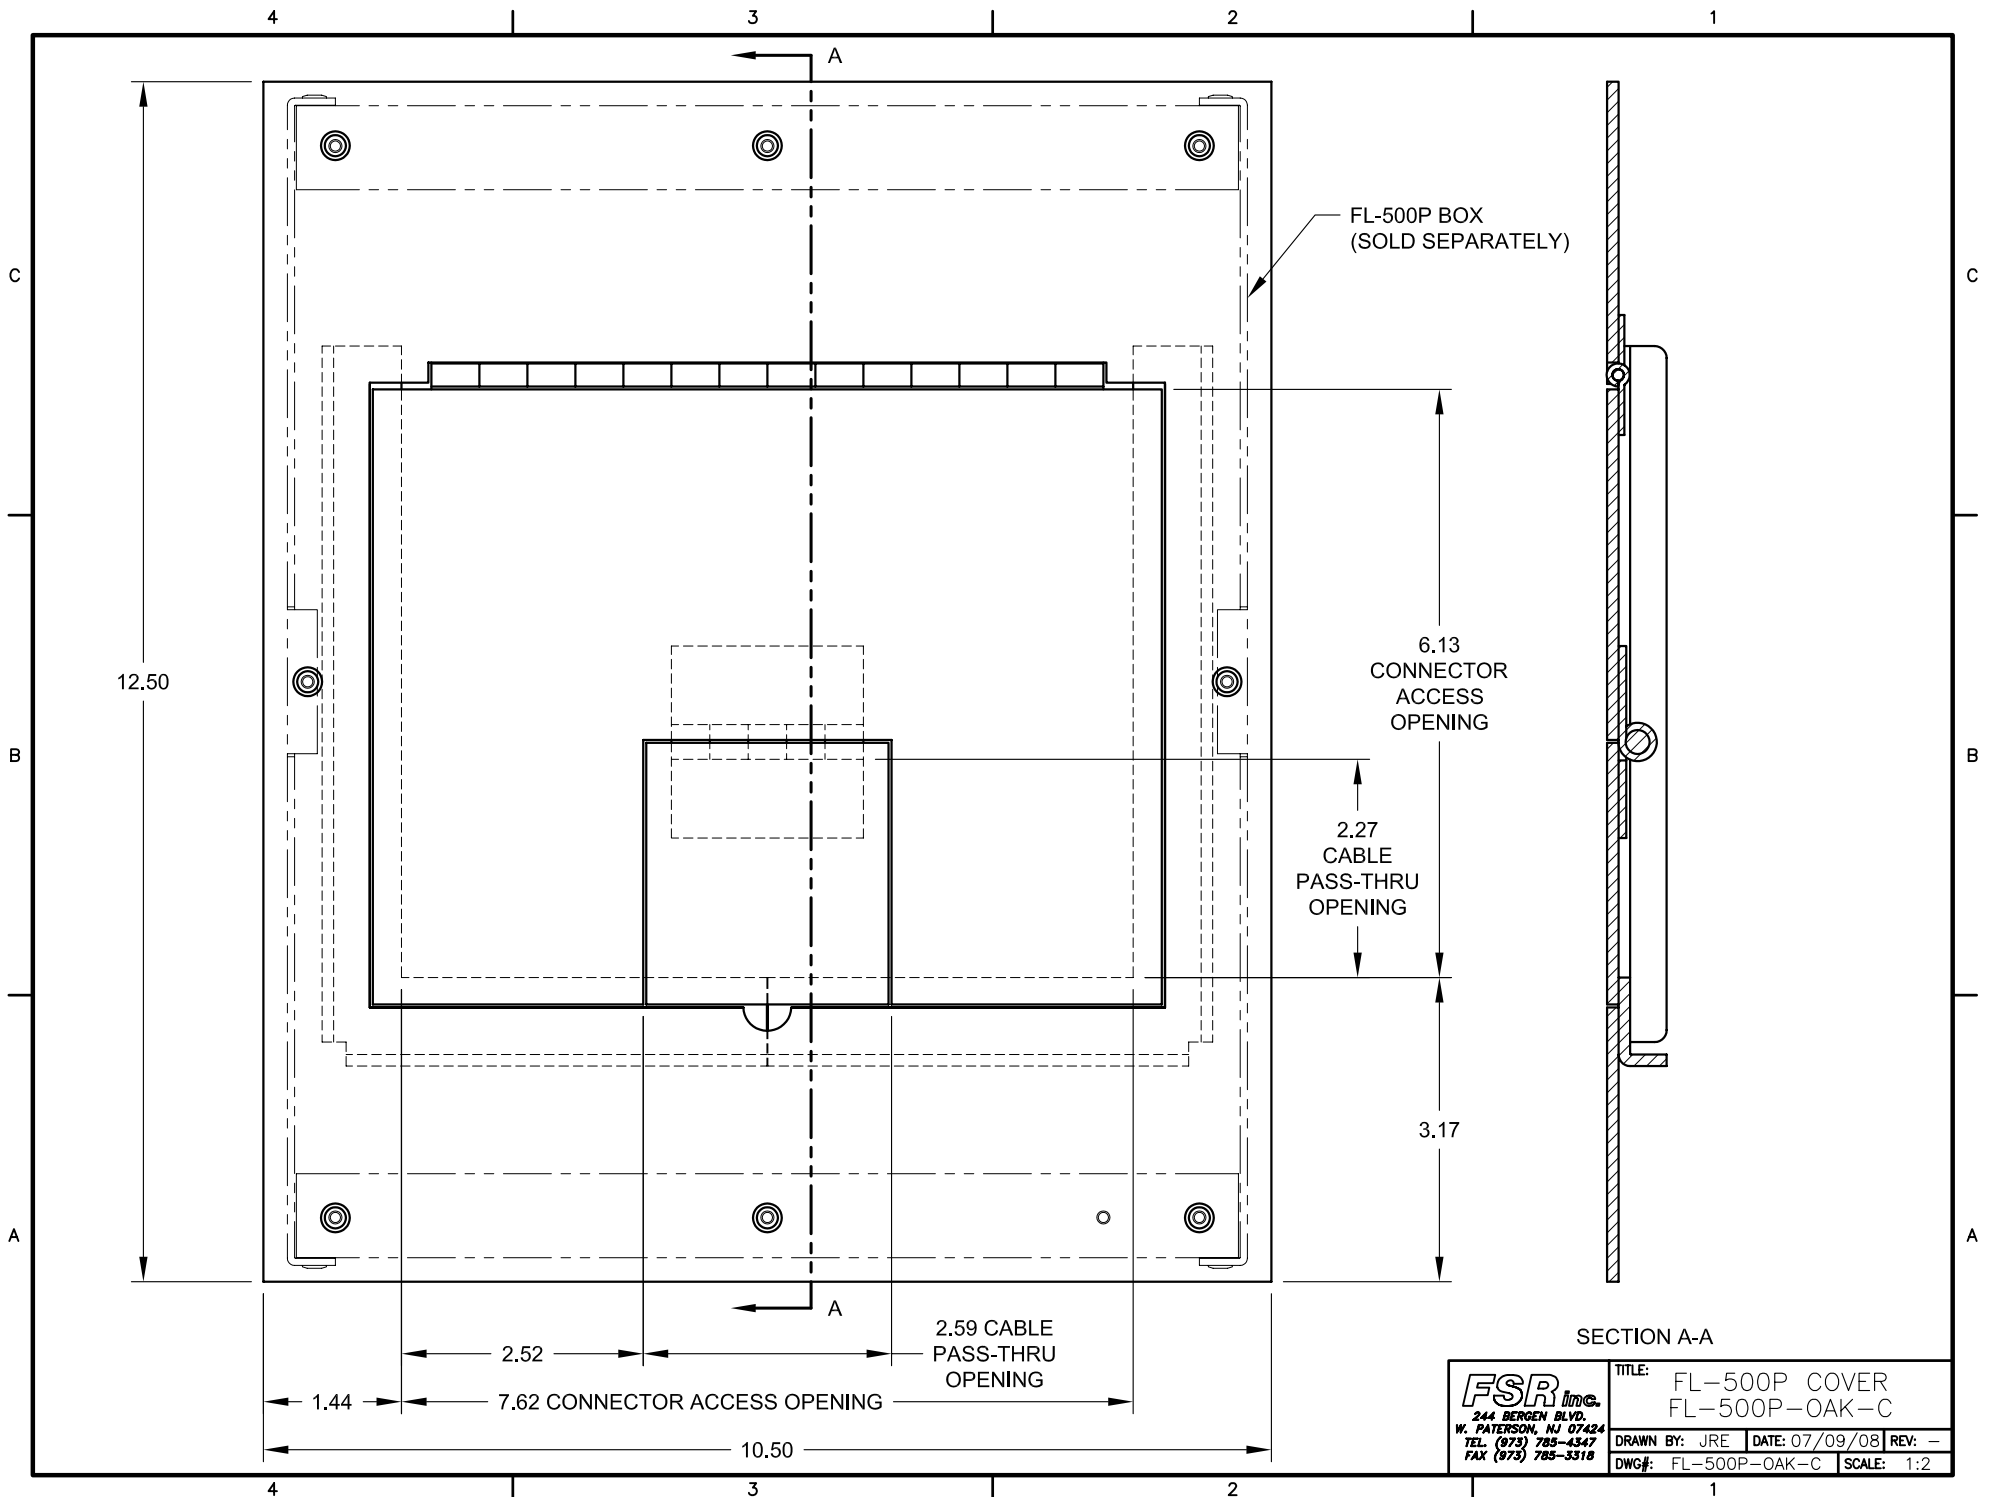 4 3 2 1
A
FL-500P BOX
(SOLD SEPARATELY)
C C
12.50
6.13
CONNECTOR
ACCESS
OPENING
B B
2.27
CABLE
PASS-THRU
OPENING
3.17
A A
A
2.59 CABLE
PASS-THRU
OPENING
2.52
1.44
7.62 CONNECTOR ACCESS OPENING
10.50
SECTION A-A
FSR inc.
244 BERGEN BLVD.
W. PATERSON, NJ 07424
TEL. (973) 785-4347
FAX (973) 785-3318
TITLE:
FL-500P COVER
FL-500P-OAK-C
DRAWN BY: JRE DATE: 07/09/08 REV: -
DWG#: FL-500P-OAK-C SCALE: 1:2
4 3 2 1